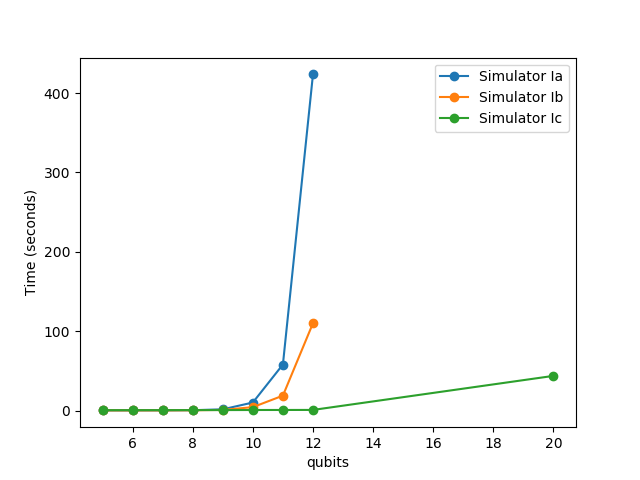 Simulator Ia
Simulator Ib
Simulator Ic
400
300
200
100
0
Time (seconds)
6 8 10 12 14 16 18 20
qubits